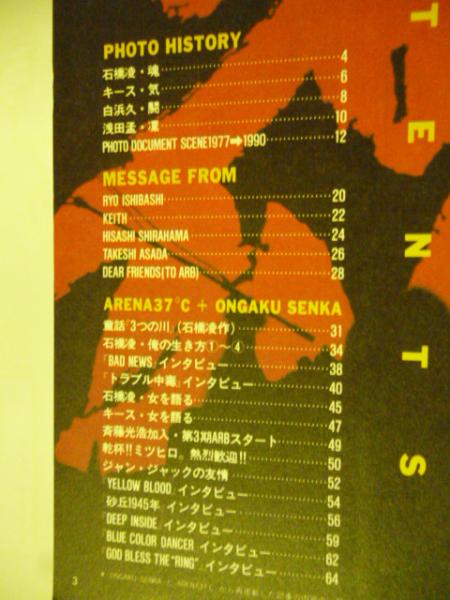 TENTS
PHOTO HISTORY
石橋凌・魂 4
キース・気 6
白浜久・闘 8
浅田孟・凜 10
PHOTO DOCUMENT SCENE1977➡1990 12
MESSAGE FROM
RYO ISHIBASHI 20
KEITH 22
HISASHI SHIRAHAMA 24
TAKESHI ASADA 26
DEAR FRIENDS(TO ARB) 28
ARENA37℃ + ONGAKU SENKA
童話『3つの川』(石橋凌作) 31
石橋凌・俺の生き方①〜④ 34
『BAD NEWS』インタビュー 38
『トラブル中毒』インタビュー 40
石橋凌・女を語る 45
キース・女を語る 47
斉藤光浩加入・第3期ARBスタート 49
乾杯!!ミツヒロ。熱烈歓迎!! 50
ジャン・ジャックの友情 52
『YELLOW BLOOD』インタビュー 54
『砂丘1945年』インタビュー 56
『DEEP INSIDE』インタビュー 59
『BLUE COLOR DANCER』インタビュー 62
『GOD BLESS THE "RING"』インタビュー 64
3
ONGAKU SENKA